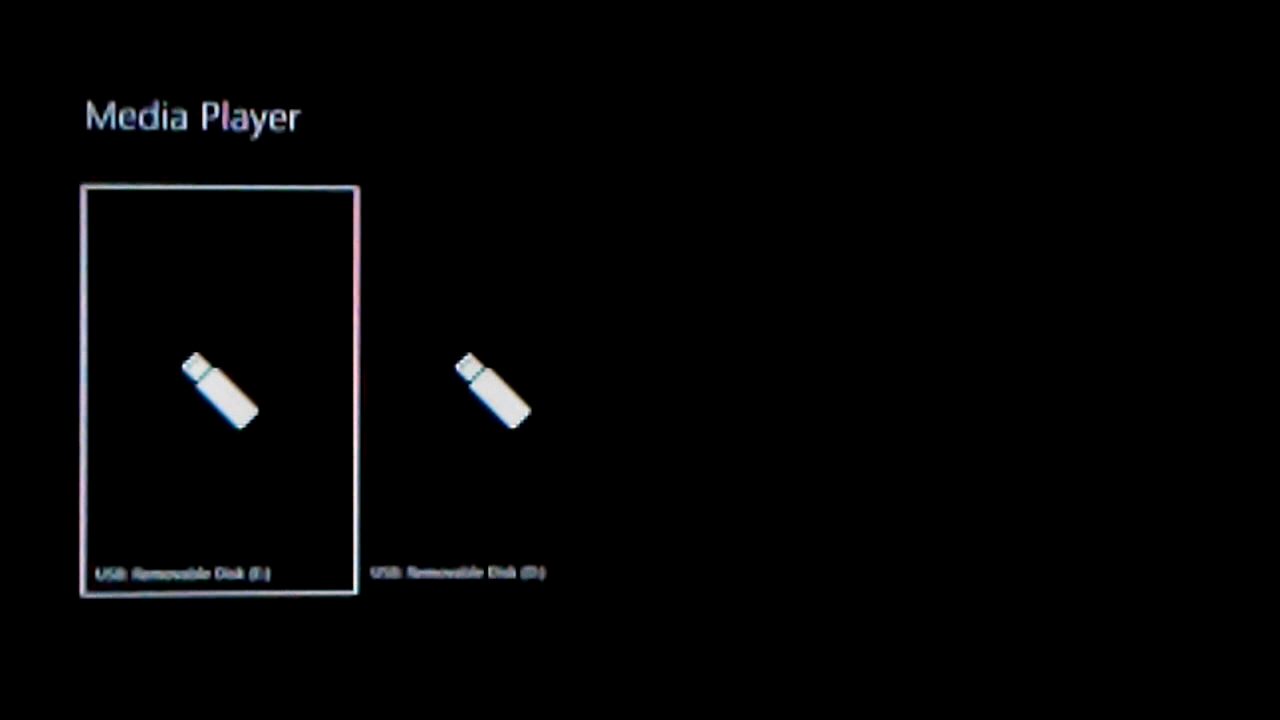 Media Player
USB: Removable Disk (E:)
USB: Removable Disk (D:)